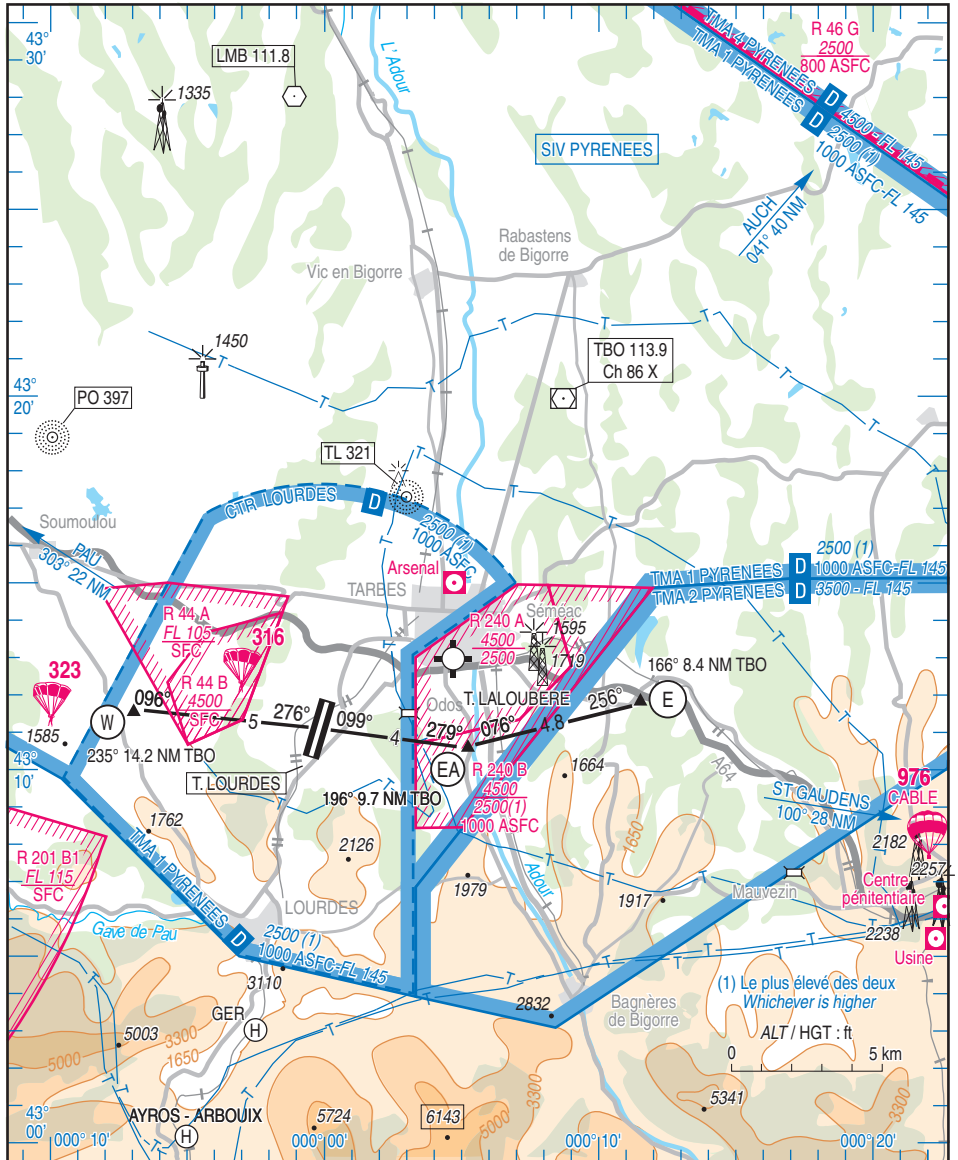 43°
30'
LMB 111.8
1335
L'Adour
TMA 4 PYRENEES
TMA 1 PYRENEES
R 46 G
2500
800 ASFC
D
4500 - FL 145
D
2500 (1)
1000 ASFC-FL 145
SIV PYRENEES
AUCH
041° 40 NM
Rabastens
de Bigorre
Vic en Bigorre
1450
T
T
T
T
T
TBO 113.9
Ch 86 X
43°
20'
PO 397
TL 321
T
CTR LOURDES
D
2500 (1)
1000 ASFC
Soumoulou
PAU
303° 22 NM
Arsenal
TARBES
2500 (1)
TMA 1 PYRENEES
D
1000 ASFC-FL 145
TMA 2 PYRENEES
D
3500 - FL 145
R 44 A
FL 105
SFC
316
R 44 B
4500
SFC
R 240 A
4500
2500
Séméac
1595
1719
166° 8.4 NM TBO
323
1585
W
096°
5
276°
099°
4
279°
076°
4.8
256°
E
T. LALOUBERE
Odos
235° 14.2 NM TBO
T. LOURDES
EA
196° 9.7 NM TBO
R 240 B
4500
2500(1)
1000 ASFC
1664
A64
43°
10'
ST GAUDENS
100° 28 NM
976
CABLE
2182
2257
1762
TMA 1 PYRENEES
2126
1650
R 201 B1
FL 115
SFC
1979
Adour
1917
Mauvezin
Centre
pénitentiaire
2238
Usine
LOURDES
Gave de Pau
D
2500 (1)
1000 ASFC-FL 145
3110
2832
Bagnères
de Bigorre
(1) Le plus élevé des deux
Whichever is higher
ALT / HGT : ft
0
5 km
GER
H
5003
3300
1650
5000
AYROS - ARBOUIX
H
5724
6143
5000
3300
5341
3300
43°
00'
000° 10'
000° 00'
000° 10'
000° 20'